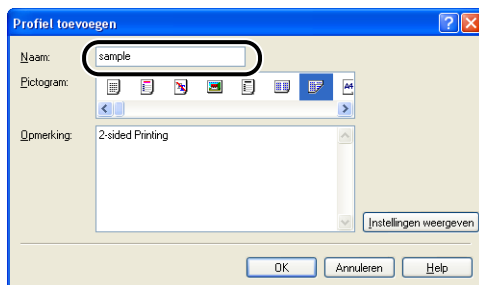 Profiel toevoegen
Naam:
sample
Pictogram:
A4
Opmerking:
2-sided Printing
Instellingen weergeven
OK
Annuleren
Help